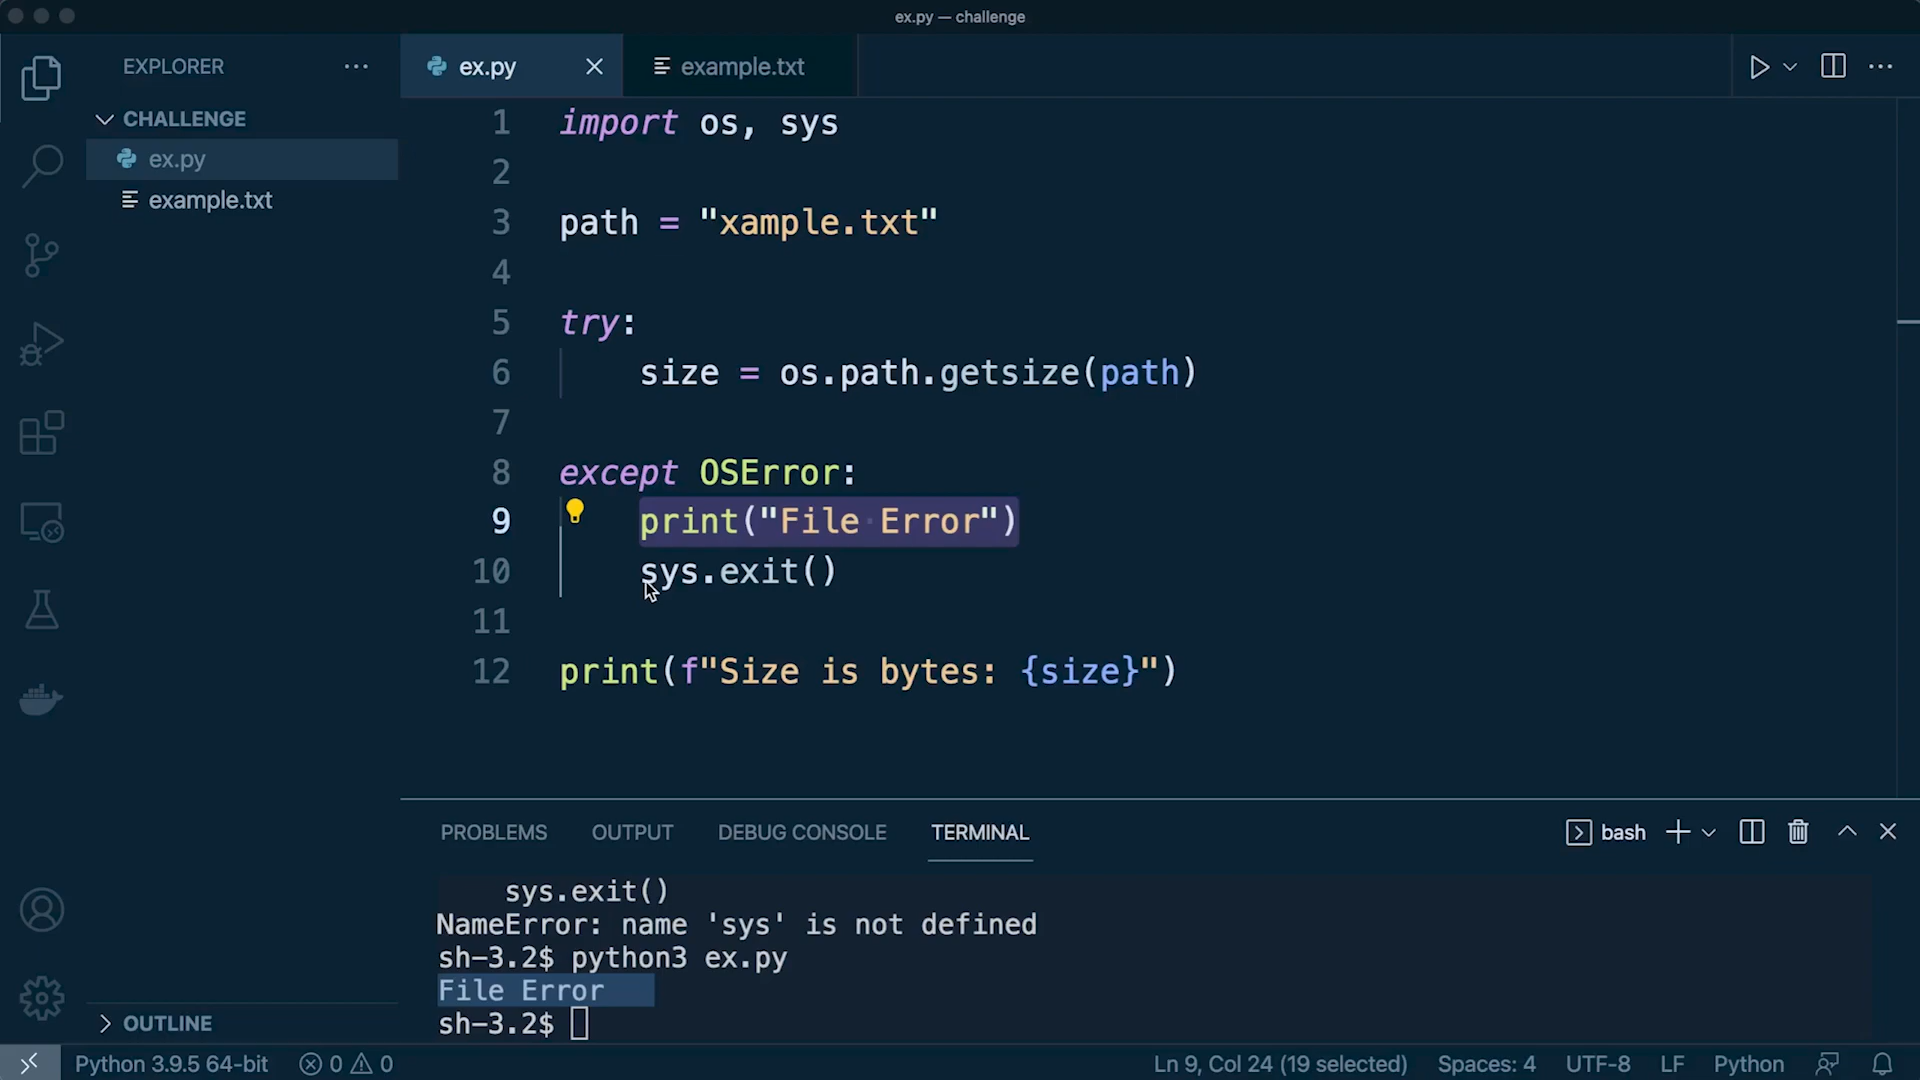 ex.py — challenge
EXPLORER
CHALLENGE
ex.py
example.txt
OUTLINE
ex.py
example.txt
1 import os, sys
2
3 path = "xample.txt"
4
5 try:
6 size = os.path.getsize(path)
7
8 except OSError:
9 print("File Error")
10 sys.exit()
11
12 print(f"Size is bytes: {size}")
PROBLEMS OUTPUT DEBUG CONSOLE TERMINAL bash
sys.exit()
NameError: name 'sys' is not defined
sh-3.2$ python3 ex.py
File Error
sh-3.2$
Python 3.9.5 64-bit 0 0 Ln 9, Col 24 (19 selected) Spaces: 4 UTF-8 LF Python